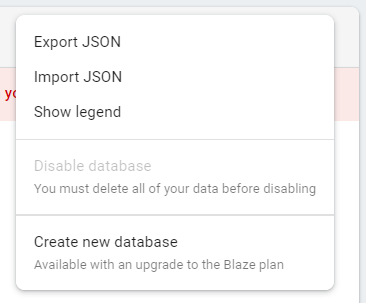 Export JSON
Import JSON
Show legend
Disable database
You must delete all of your data before disabling
Create new database
Available with an upgrade to the Blaze plan